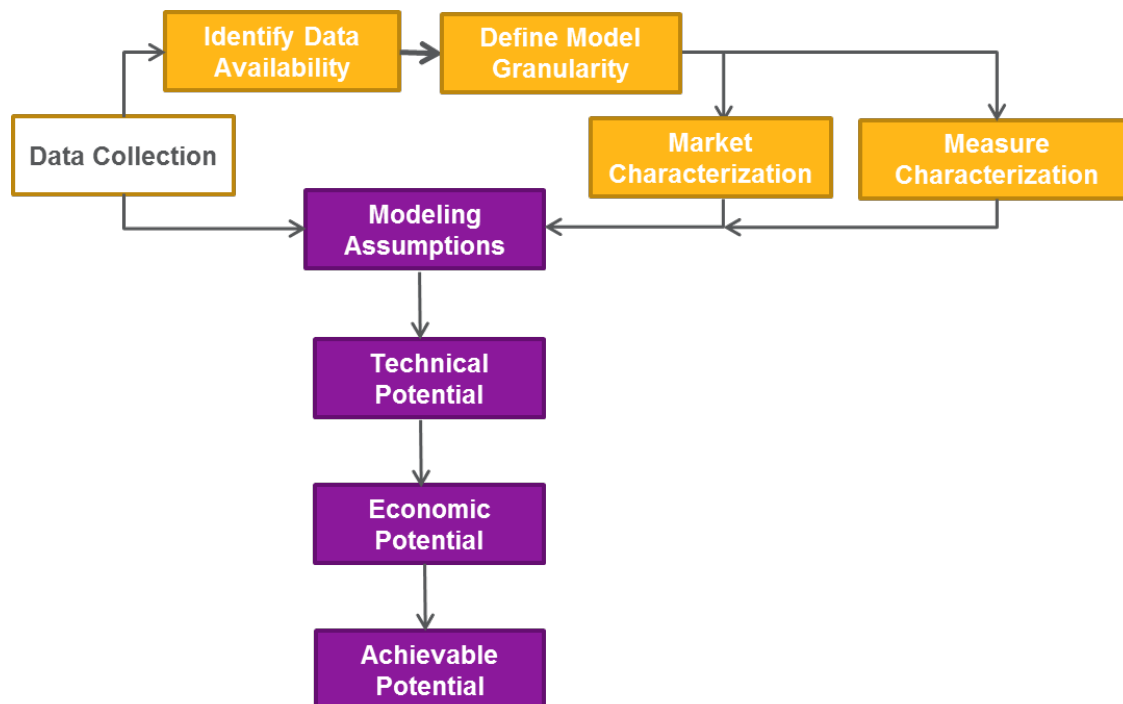 Identify Data
Availability
Define Model
Granularity
Data Collection
Market
Characterization
Measure
Characterization
Modeling
Assumptions
Technical
Potential
Economic
Potential
Achievable
Potential